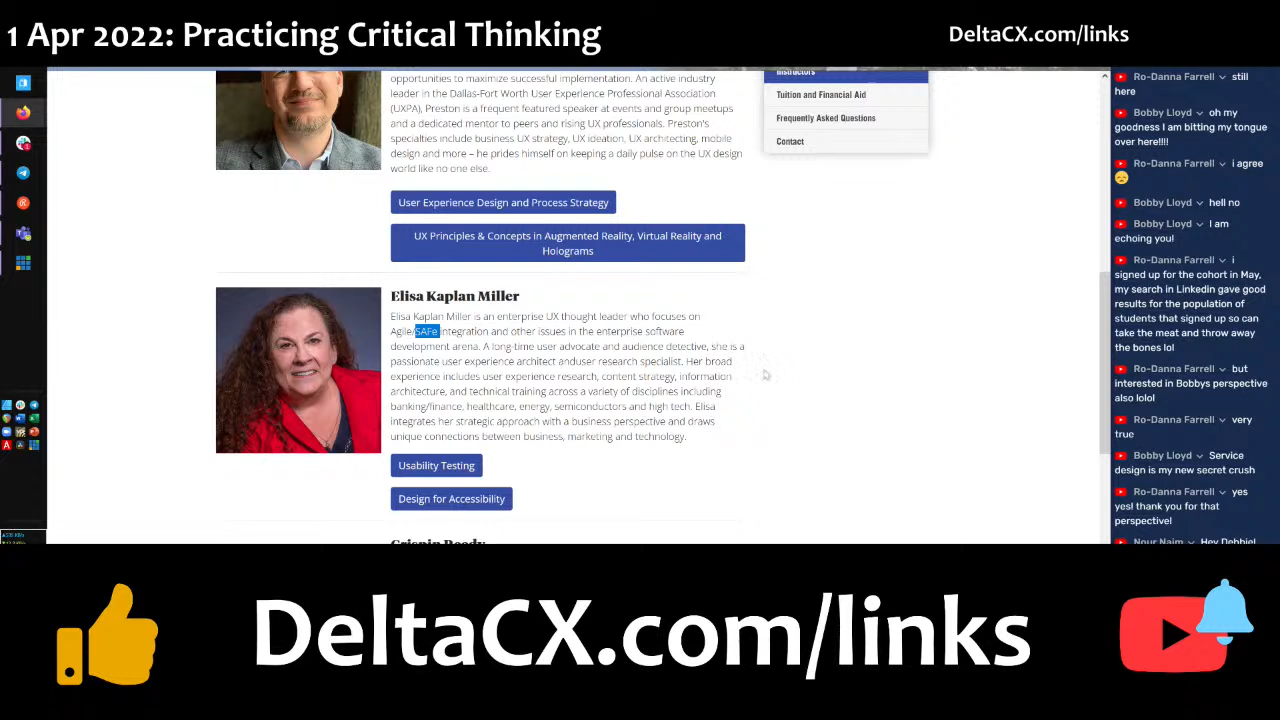 1 Apr 2022: Practicing Critical Thinking
DeltaCX.com/links
opportunities to maximize successful implementation. An active industry
leader in the Dallas-Fort Worth User Experience Professional Association
(UXPA), Preston is a frequent featured speaker at events and group meetups
and a dedicated mentor to peers and rising UX professionals. Preston's
specialties include business UX strategy, UX ideation, UX architecting, mobile
design and more – he prides himself on keeping a daily pulse on the UX design
world like no one else.
User Experience Design and Process Strategy
UX Principles & Concepts in Augmented Reality, Virtual Reality and
Holograms
Elisa Kaplan Miller
Elisa Kaplan Miller is an enterprise UX thought leader who focuses on
Agile/SAFe integration and other issues in the enterprise software
development arena. A long-time user advocate and audience detective, she is a
passionate user experience architect anduser research specialist. Her broad
experience includes user experience research, content strategy, information
architecture, and technical training across a variety of disciplines including
banking/finance, healthcare, energy, semiconductors and high tech. Elisa
integrates her strategic approach with a business perspective and draws
unique connections between business, marketing and technology.
Usability Testing
Design for Accessibility
Crispin Ready
Instructors
Tuition and Financial Aid
Frequently Asked Questions
Contact
Ro-Danna Farrell still
here
Bobby Lloyd oh my
goodness I am bitting my tongue
over here!!!!
Ro-Danna Farrell i agree
Bobby Lloyd hell no
Bobby Lloyd I am
echoing you!
Ro-Danna Farrell i
signed up for the cohort in May,
my search in Linkedin gave good
results for the population of
students that signed up so can
take the meat and throw away
the bones lol
Ro-Danna Farrell but
interested in Bobbys perspective
also lolol
Ro-Danna Farrell very
true
Bobby Lloyd Service
design is my new secret crush
Ro-Danna Farrell yes
yes! thank you for that
perspective!
Nour Naim Hey Debbie!
DeltaCX.com/links